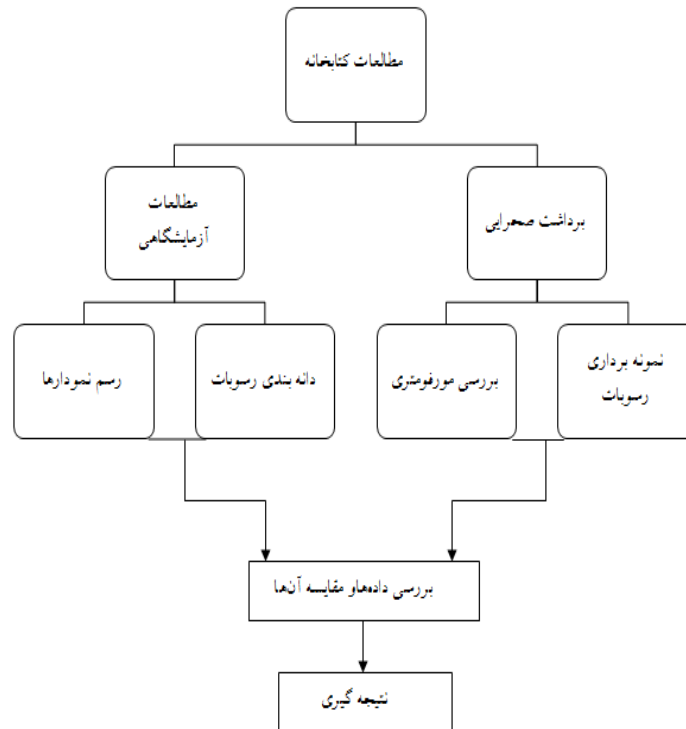 مطالعات کتابخانه
برداشت صحرایی
مطالعات
آزمایشگاهی
نمونه برداری
رسوبات
بررسی مورفومتری
دانه بندی رسوبات
رسم نمودارها
بررسی داده‌هاو مقایسه آن‌ها
نتیجه گیری